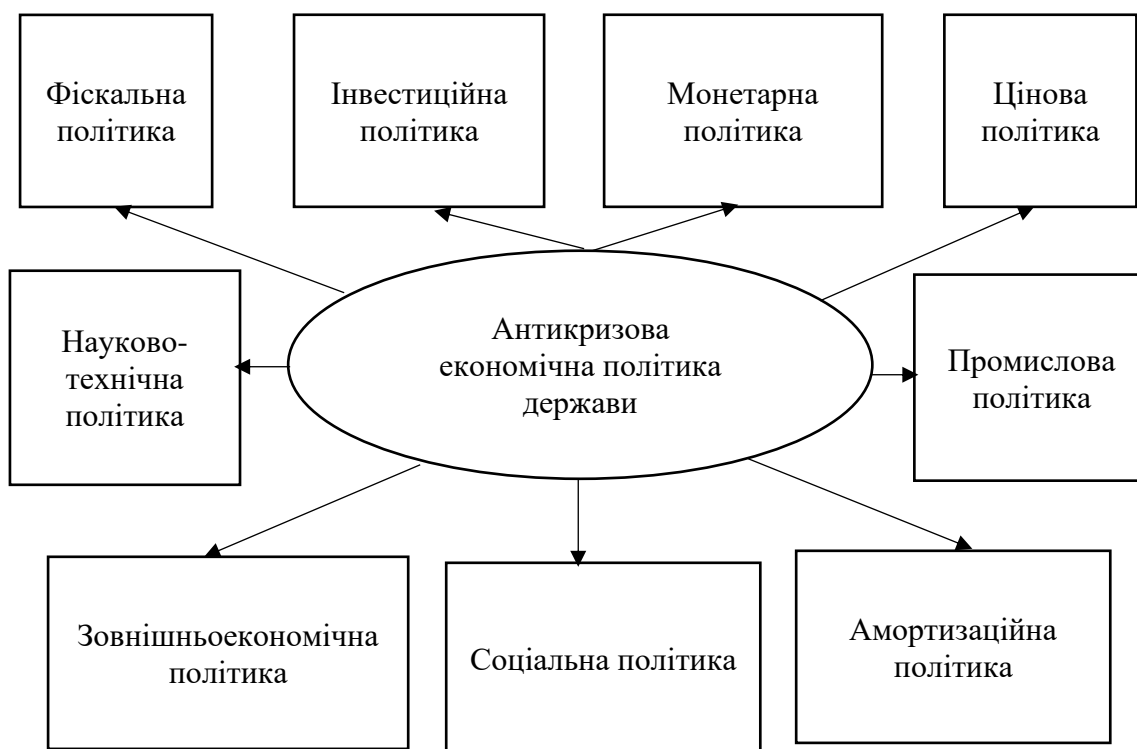 Фіскальна
політика
Інвестиційна
політика
Монетарна
політика
Цінова
політика
Науково-
технічна
політика
Антикризова
економічна політика
держави
Промислова
політика
Зовнішньоекономічна
політика
Соціальна політика
Амортизаційна
політика